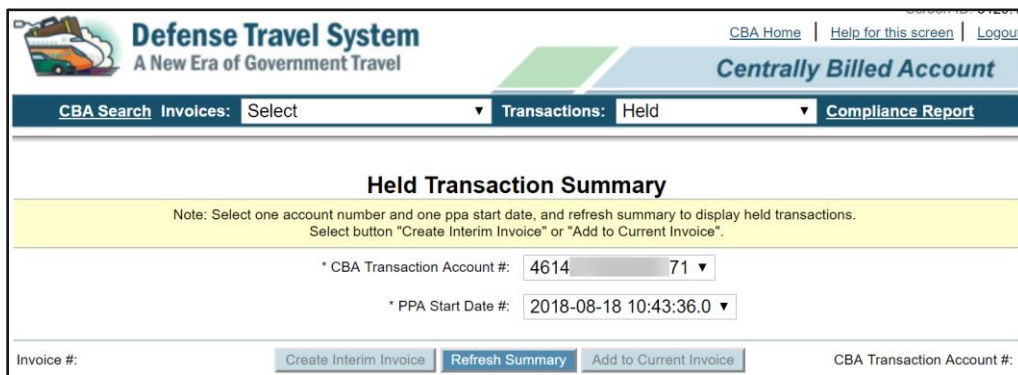 Defense Travel System
A New Era of Government Travel
CBA Home | Help for this screen | Logout
Centrally Billed Account
CBA Search Invoices: Select Transactions: Held Compliance Report
Held Transaction Summary
Note: Select one account number and one ppa start date, and refresh summary to display held transactions.
Select button "Create Interim Invoice" or "Add to Current Invoice".
* CBA Transaction Account #: 4614 71
* PPA Start Date #: 2018-08-18 10:43:36.0
Invoice #: Create Interim Invoice Refresh Summary Add to Current Invoice CBA Transaction Account #: